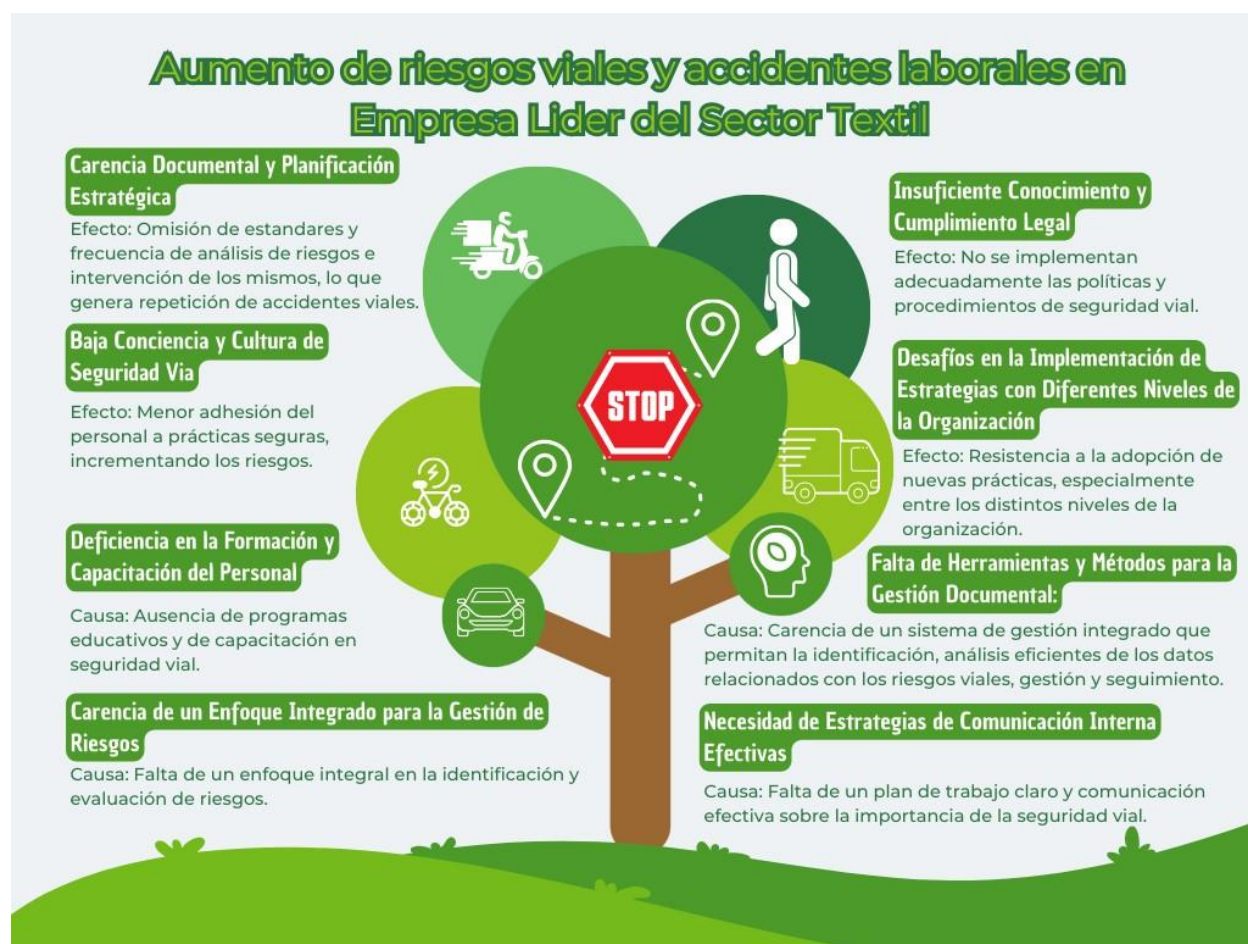 Aumento de riesgos viales y accidentes laborales en
Empresa Lider del Sector Textil
Carencia Documental y Planificación
Estratégica
Efecto: Omisión de estandares y
frecuencia de análisis de riesgos e
intervención de los mismos, lo que
genera repetición de accidentes viales.
Baja Conciencia y Cultura de
Seguridad Via
Efecto: Menor adhesión del
personal a prácticas seguras,
incrementando los riesgos.
Deficiencia en la Formación y
Capacitación del Personal
Causa: Ausencia de programas
educativos y de capacitación en
seguridad vial.
Carencia de un Enfoque Integrado para la Gestión de
Riesgos
Causa: Falta de un enfoque integral en la identificación y
evaluación de riesgos.
STOP
Insuficiente Conocimiento y
Cumplimiento Legal
Efecto: No se implementan
adecuadamente las políticas y
procedimientos de seguridad vial.
Desafíos en la Implementación de
Estrategias con Diferentes Niveles de
la Organización
Efecto: Resistencia a la adopción de
nuevas prácticas, especialmente
entre los distintos niveles de la
organización.
Falta de Herramientas y Métodos para la
Gestión Documental:
Causa: Carencia de un sistema de gestión integrado que
permitan la identificación, análisis eficientes de los datos
relacionados con los riesgos viales, gestión y seguimiento.
Necesidad de Estrategias de Comunicación Interna
Efectivas
Causa: Falta de un plan de trabajo claro y comunicación
efectiva sobre la importancia de la seguridad vial.